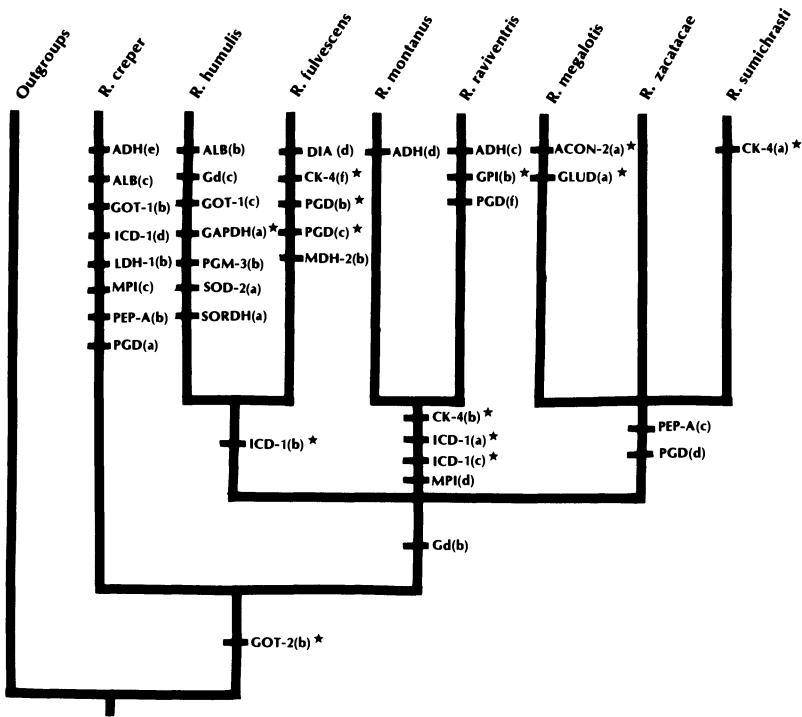 Outgroups
R. creper
R. humulis
R. fulvescens
R. montanus
R. raviventris
R. megalotis
R. zacatacae
R. sumichrasti
ADH(e)
ALB(c)
GOT-1(b)
ICD-1(d)
LDH-1(b)
MPI(c)
PEP-A(b)
PGD(a)
ALB(b)
Gd(c)
GOT-1(c)
GAPDH(a)★
PGM-3(b)
SOD-2(a)
SORDH(a)
DIA (d)
CK-4(f) ★
PGD(b) ★
PGD(c) ★
MDH-2(b)
ADH(d)
ADH(c)
GPI(b) ★
PGD(f)
ACON-2(a)★
GLUD(a) ★
CK-4(a) ★
ICD-1(b) ★
CK-4(b) ★
ICD-1(a) ★
ICD-1(c) ★
MPI(d)
PEP-A(c)
PGD(d)
Gd(b)
GOT-2(b) ★